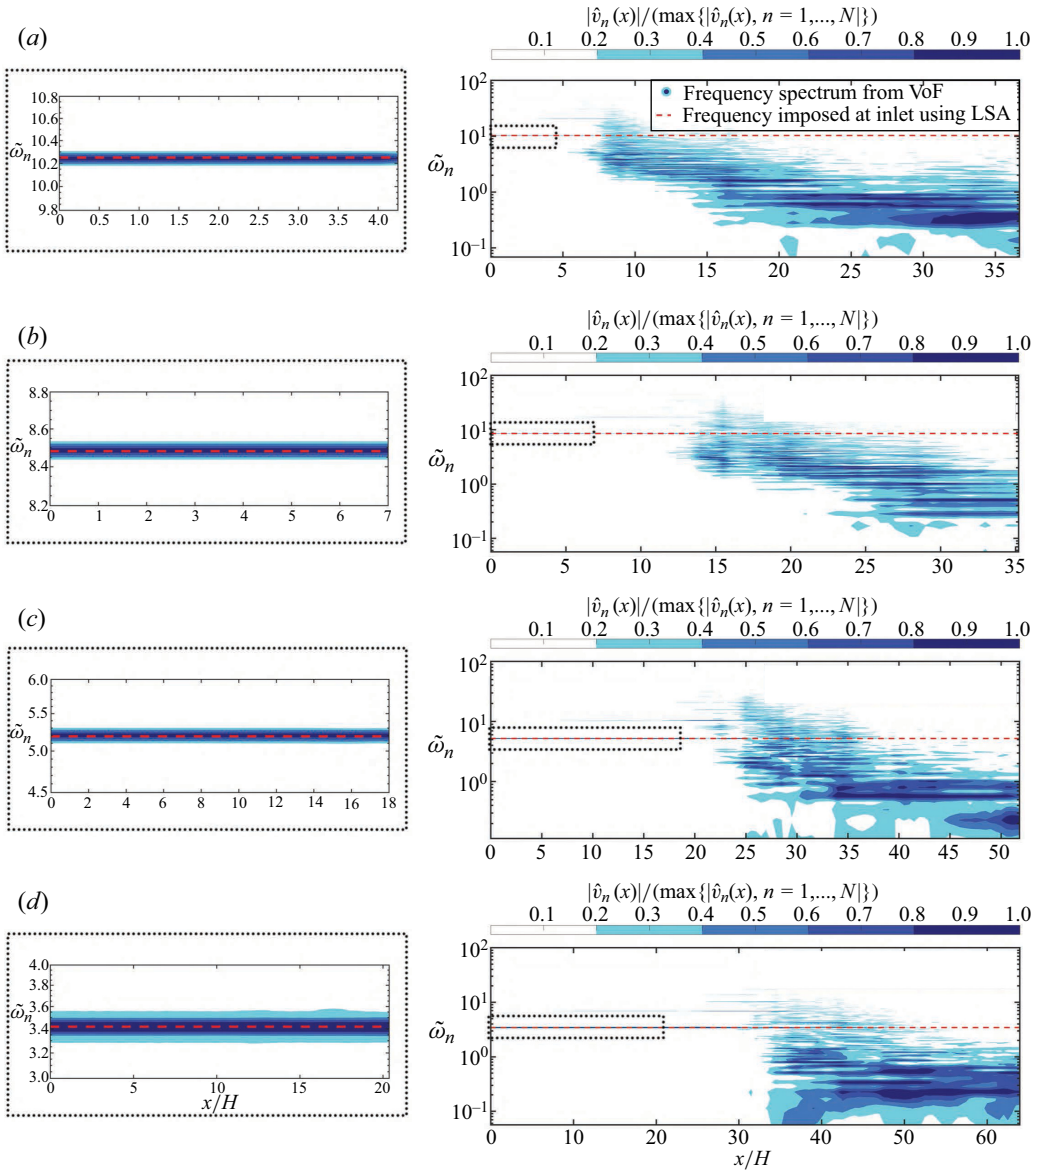 (a)
|v̂ₙ(x)|/(max{|v̂ₙ(x), n = 1,..., N|})
0.1 0.2 0.3 0.4 0.5 0.6 0.7 0.8 0.9 1.0
10.8
10.6
10.4
ω̃ₙ
10.2
10.0
9.8
0 0.5 1.0 1.5 2.0 2.5 3.0 3.5 4.0
10²
10¹
ω̃ₙ
10⁰
10⁻¹
0 5 10 15 20 25 30 35
Frequency spectrum from VoF
Frequency imposed at inlet using LSA
(b)
|v̂ₙ(x)|/(max{|v̂ₙ(x), n = 1,..., N|})
0.1 0.2 0.3 0.4 0.5 0.6 0.7 0.8 0.9 1.0
8.8
8.6
ω̃ₙ
8.4
8.2
0 1 2 3 4 5 6 7
10²
10¹
ω̃ₙ
10⁰
10⁻¹
0 5 10 15 20 25 30 35
(c)
|v̂ₙ(x)|/(max{|v̂ₙ(x), n = 1,..., N|})
0.1 0.2 0.3 0.4 0.5 0.6 0.7 0.8 0.9 1.0
6.0
5.5
ω̃ₙ
5.0
4.5
0 2 4 6 8 10 12 14 16 18
10²
10¹
ω̃ₙ
10⁰
0 5 10 15 20 25 29 35 40 45 50
(d)
|v̂ₙ(x)|/(max{|v̂ₙ(x), n = 1,..., N|})
0.1 0.2 0.3 0.4 0.5 0.6 0.7 0.8 0.9 1.0
4.0
3.8
3.6
ω̃ₙ
3.4
3.2
3.0
0 5 10 15 20
x/H
10²
10¹
ω̃ₙ
10⁰
10⁻¹
0 10 20 30 40 50 60
x/H